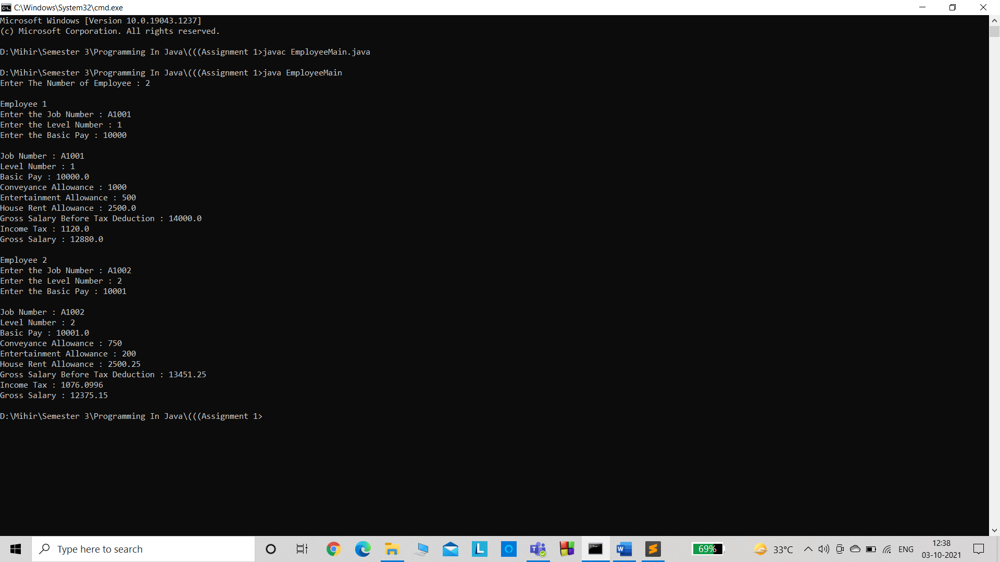 C:\Windows\System32\cmd.exe
Microsoft Windows [Version 10.0.19043.1237]
(c) Microsoft Corporation. All rights reserved.
D:\Mihir\Semester 3\Programming In Java\(((Assignment 1>javac EmployeeMain.java
D:\Mihir\Semester 3\Programming In Java\(((Assignment 1>java EmployeeMain
Enter The Number of Employee : 2
Employee 1
Enter the Job Number : A1001
Enter the Level Number : 1
Enter the Basic Pay : 10000
Job Number : A1001
Level Number : 1
Basic Pay : 10000.0
Conveyance Allowance : 1000
Entertainment Allowance : 500
House Rent Allowance : 2500.0
Gross Salary Before Tax Deduction : 14000.0
Income Tax : 1120.0
Gross Salary : 12880.0
Employee 2
Enter the Job Number : A1002
Enter the Level Number : 2
Enter the Basic Pay : 10001
Job Number : A1002
Level Number : 2
Basic Pay : 10001.0
Conveyance Allowance : 750
Entertainment Allowance : 200
House Rent Allowance : 2500.25
Gross Salary Before Tax Deduction : 13451.25
Income Tax : 1076.0996
Gross Salary : 12375.15
D:\Mihir\Semester 3\Programming In Java\(((Assignment 1>
Type here to search
69%
33°C
ENG
12:38
03-10-2021